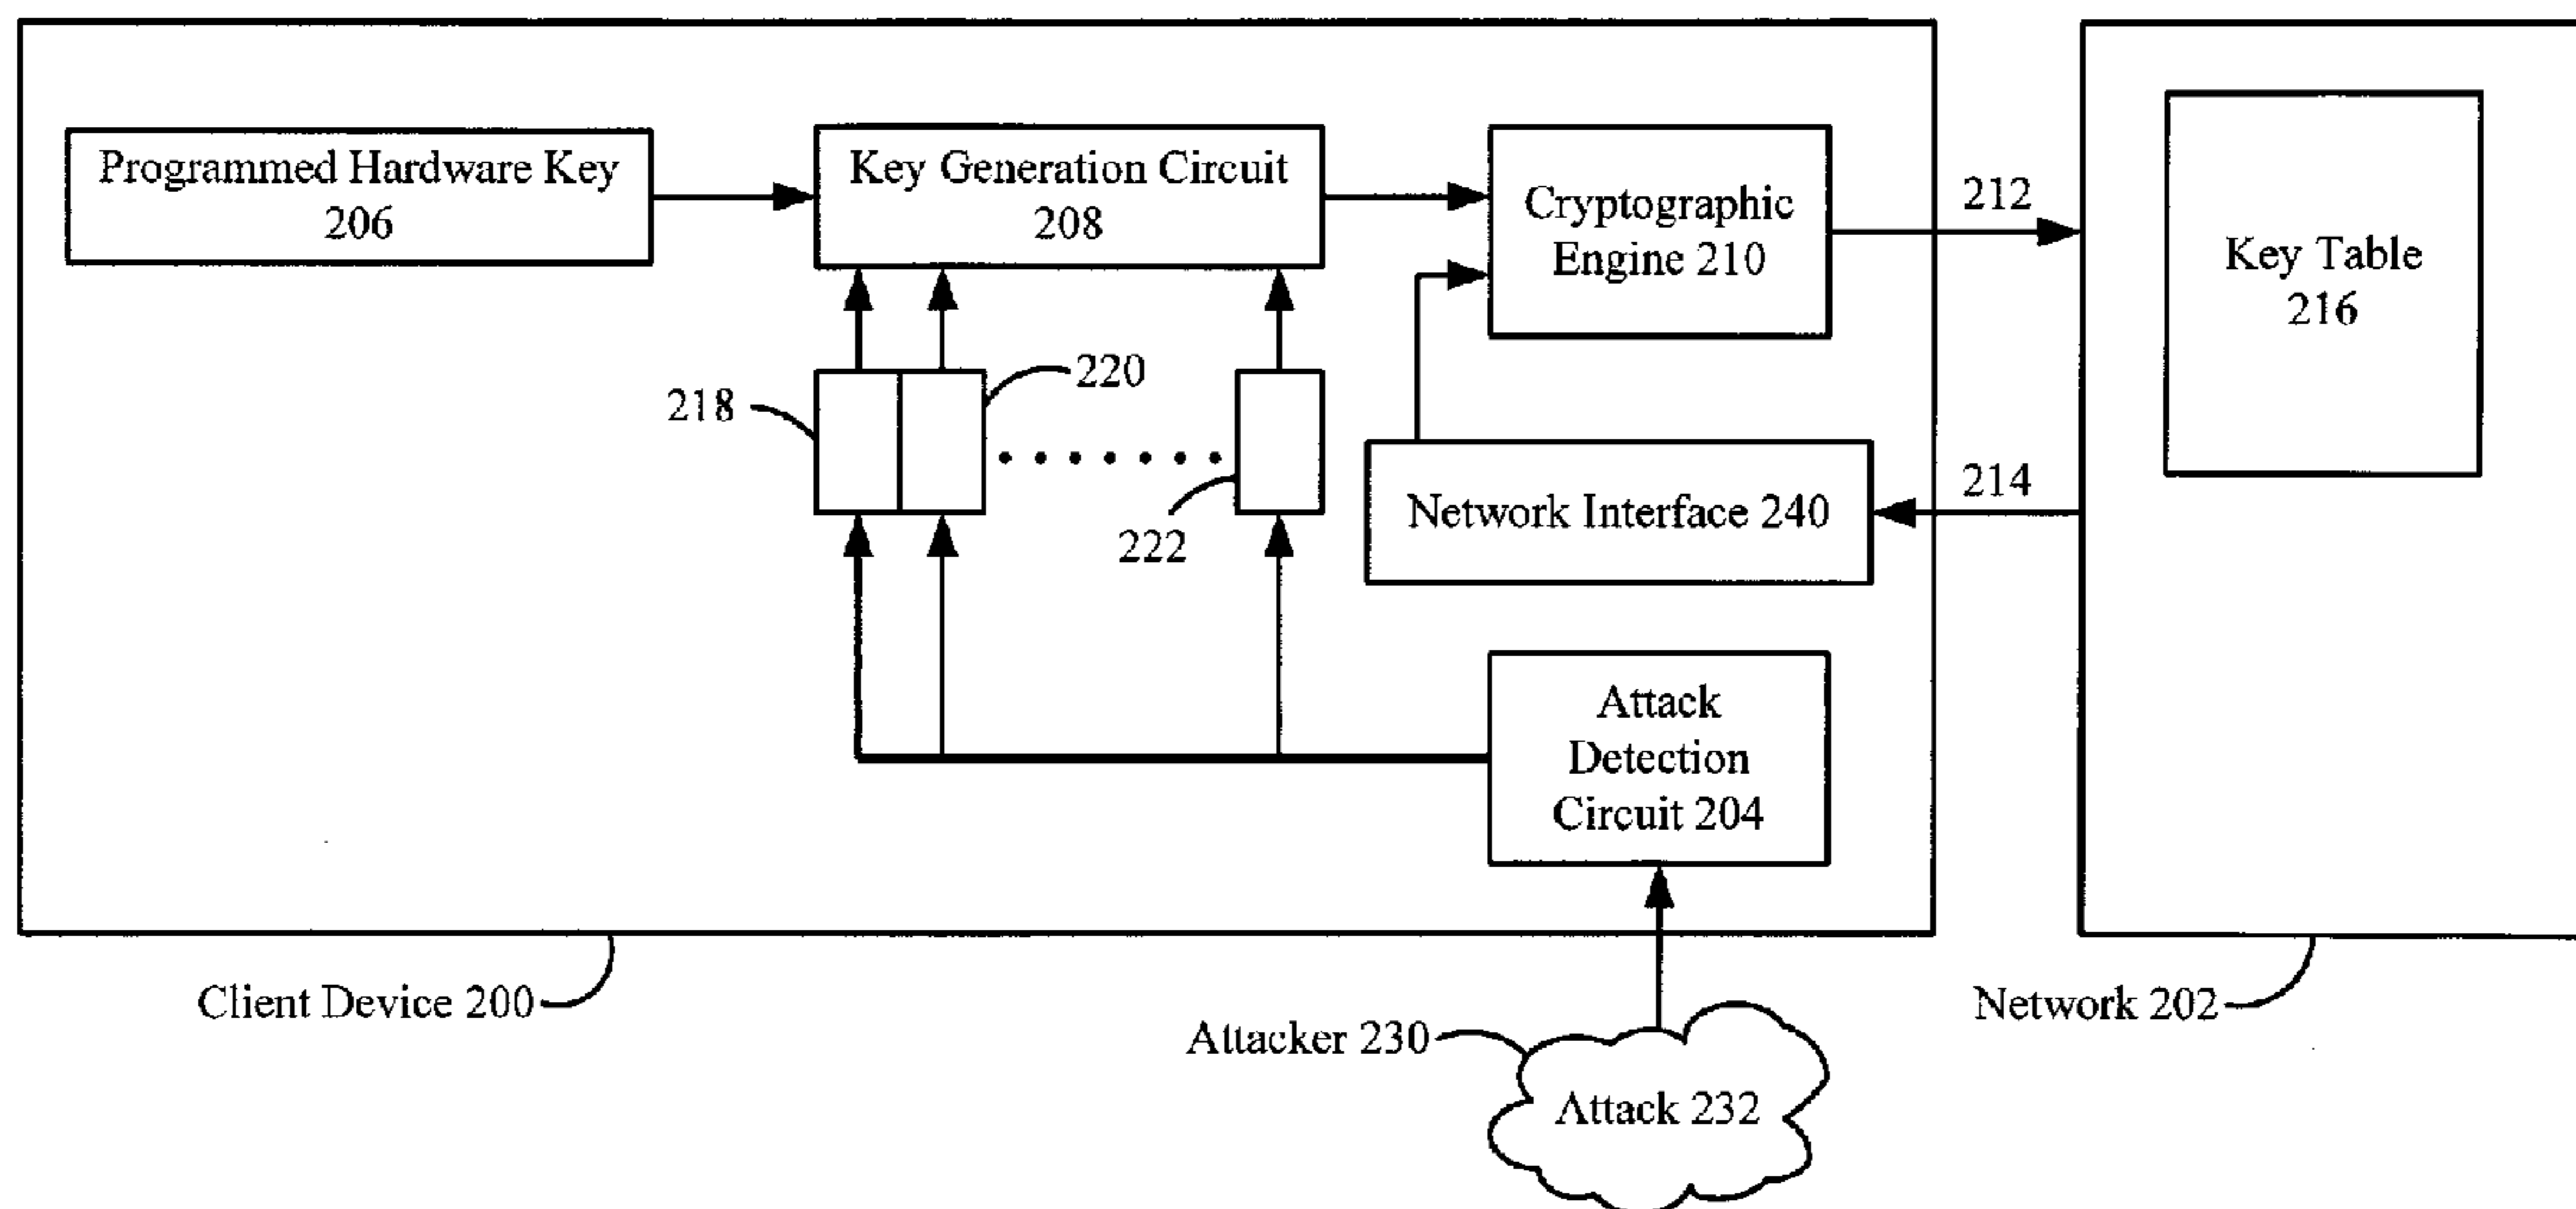 Programmed Hardware Key
206
Key Generation Circuit
208
Cryptographic
Engine 210
212
Key Table
216
218
220
222
Network Interface 240
214
Attack
Detection
Circuit 204
Client Device 200
Network 202
Attacker 230
Attack 232